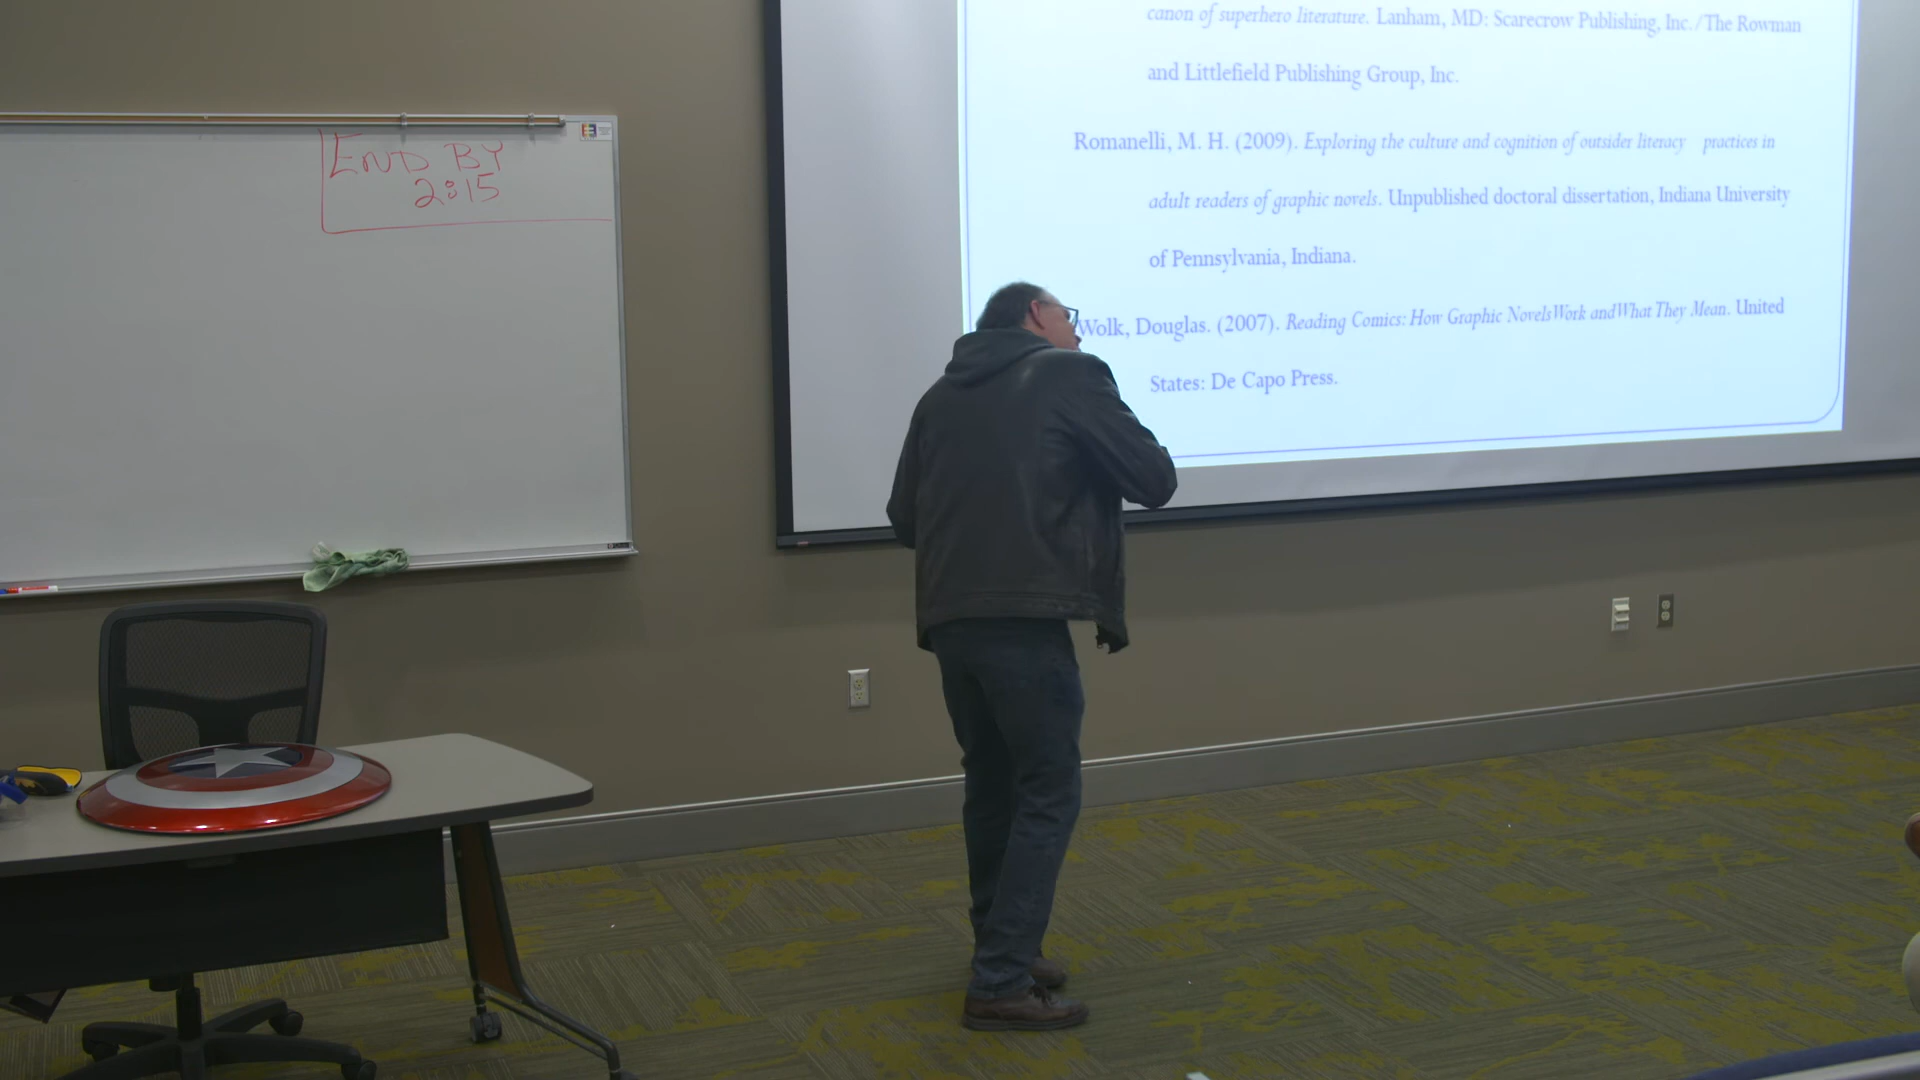 END BY
2:15
canon of superhero literature. Lanham, MD: Scarecrow Publishing, Inc./The Rowman
and Littlefield Publishing Group, Inc.
Romanelli, M. H. (2009). Exploring the culture and cognition of outsider literacy practices in
adult readers of graphic novels. Unpublished doctoral dissertation, Indiana University
of Pennsylvania, Indiana.
Wolk, Douglas. (2007). Reading Comics: How Graphic Novels Work and What They Mean. United
States: De Capo Press.